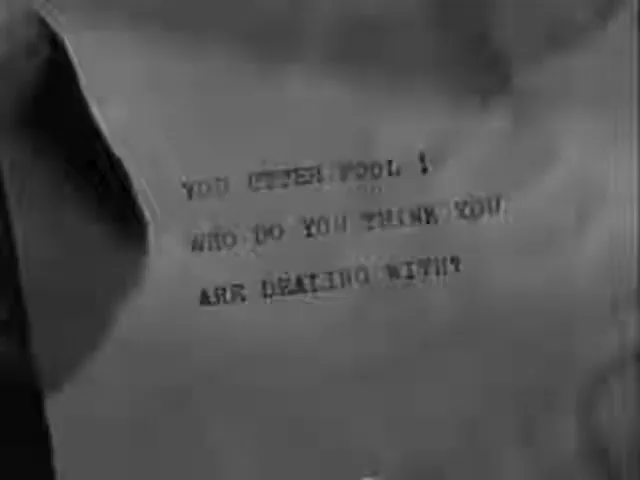 YOU UTTER FOOL !
WHO DO YOU THINK YOU
ARE DEALING WITH?